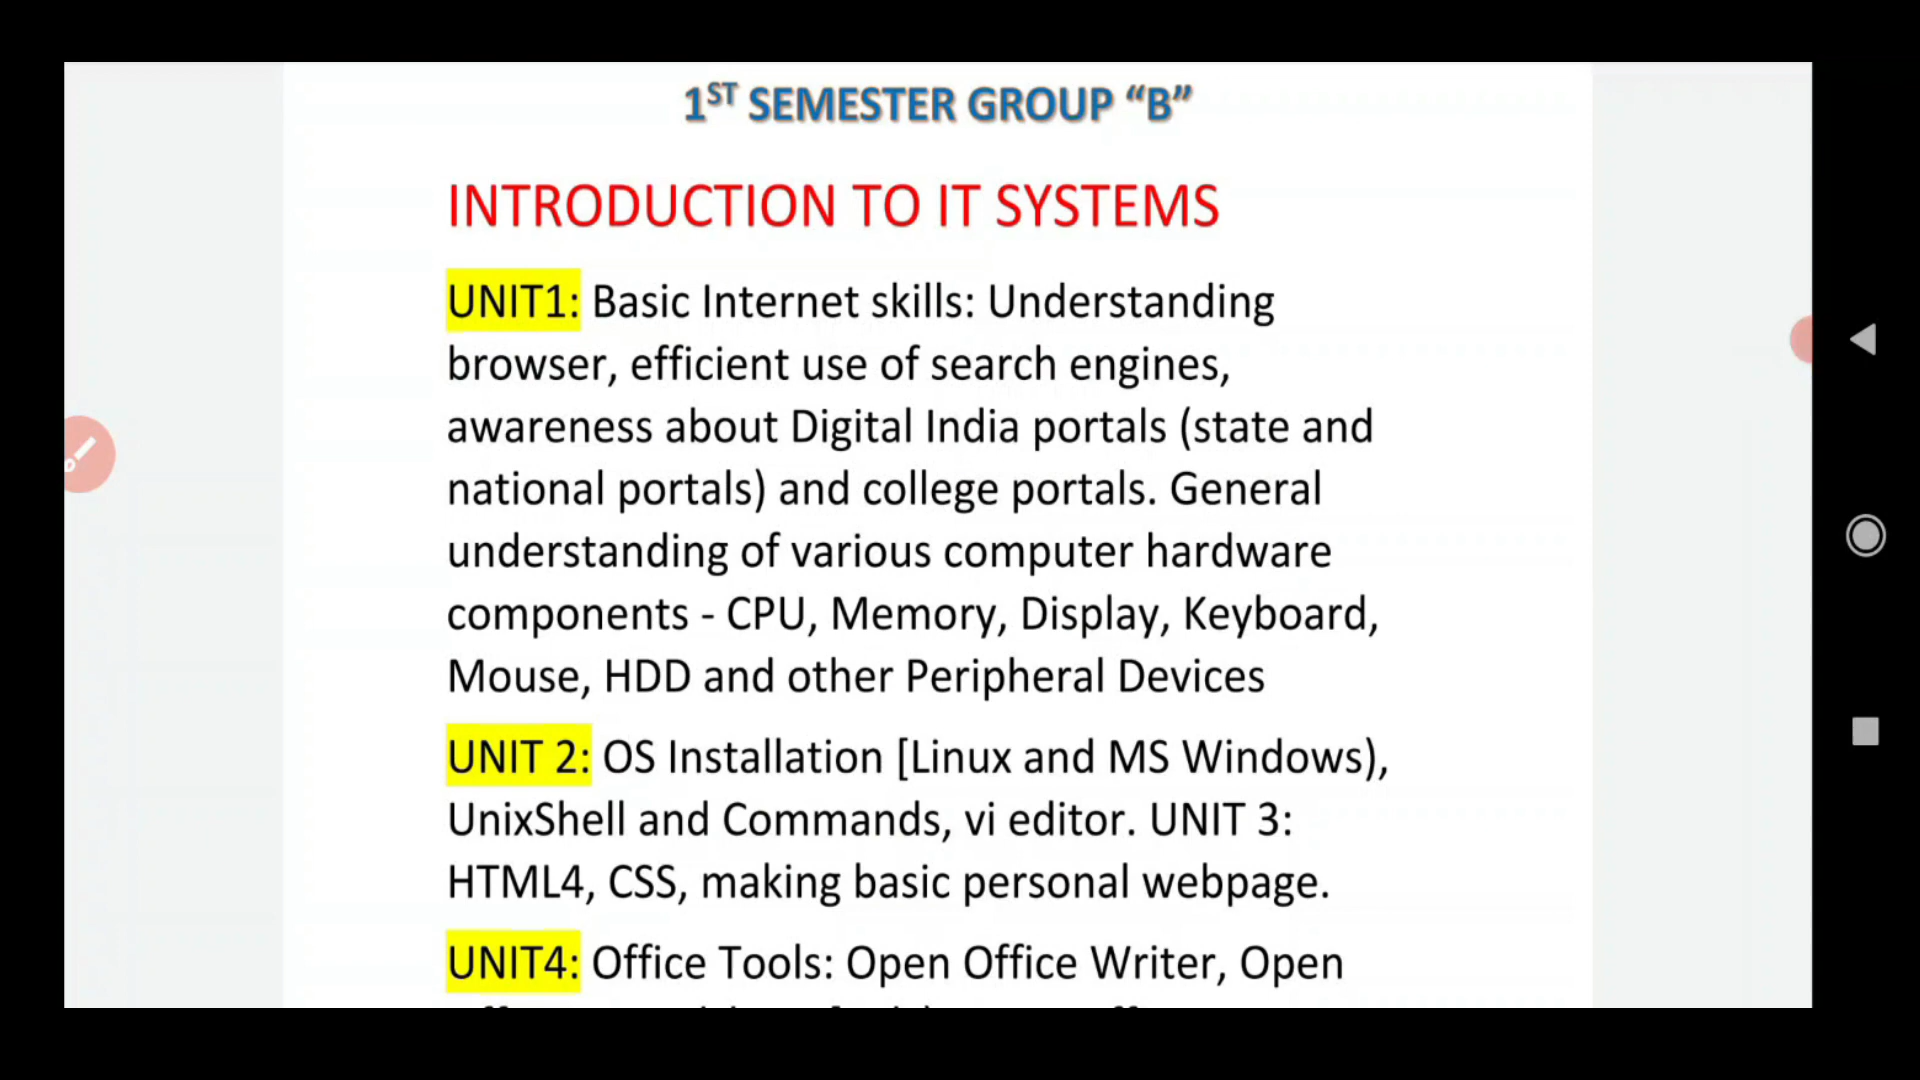 1ST SEMESTER GROUP “B”
INTRODUCTION TO IT SYSTEMS
UNIT1: Basic Internet skills: Understanding
browser, efficient use of search engines,
awareness about Digital India portals (state and
national portals) and college portals. General
understanding of various computer hardware
components - CPU, Memory, Display, Keyboard,
Mouse, HDD and other Peripheral Devices
UNIT 2: OS Installation [Linux and MS Windows),
UnixShell and Commands, vi editor. UNIT 3:
HTML4, CSS, making basic personal webpage.
UNIT4: Office Tools: Open Office Writer, Open